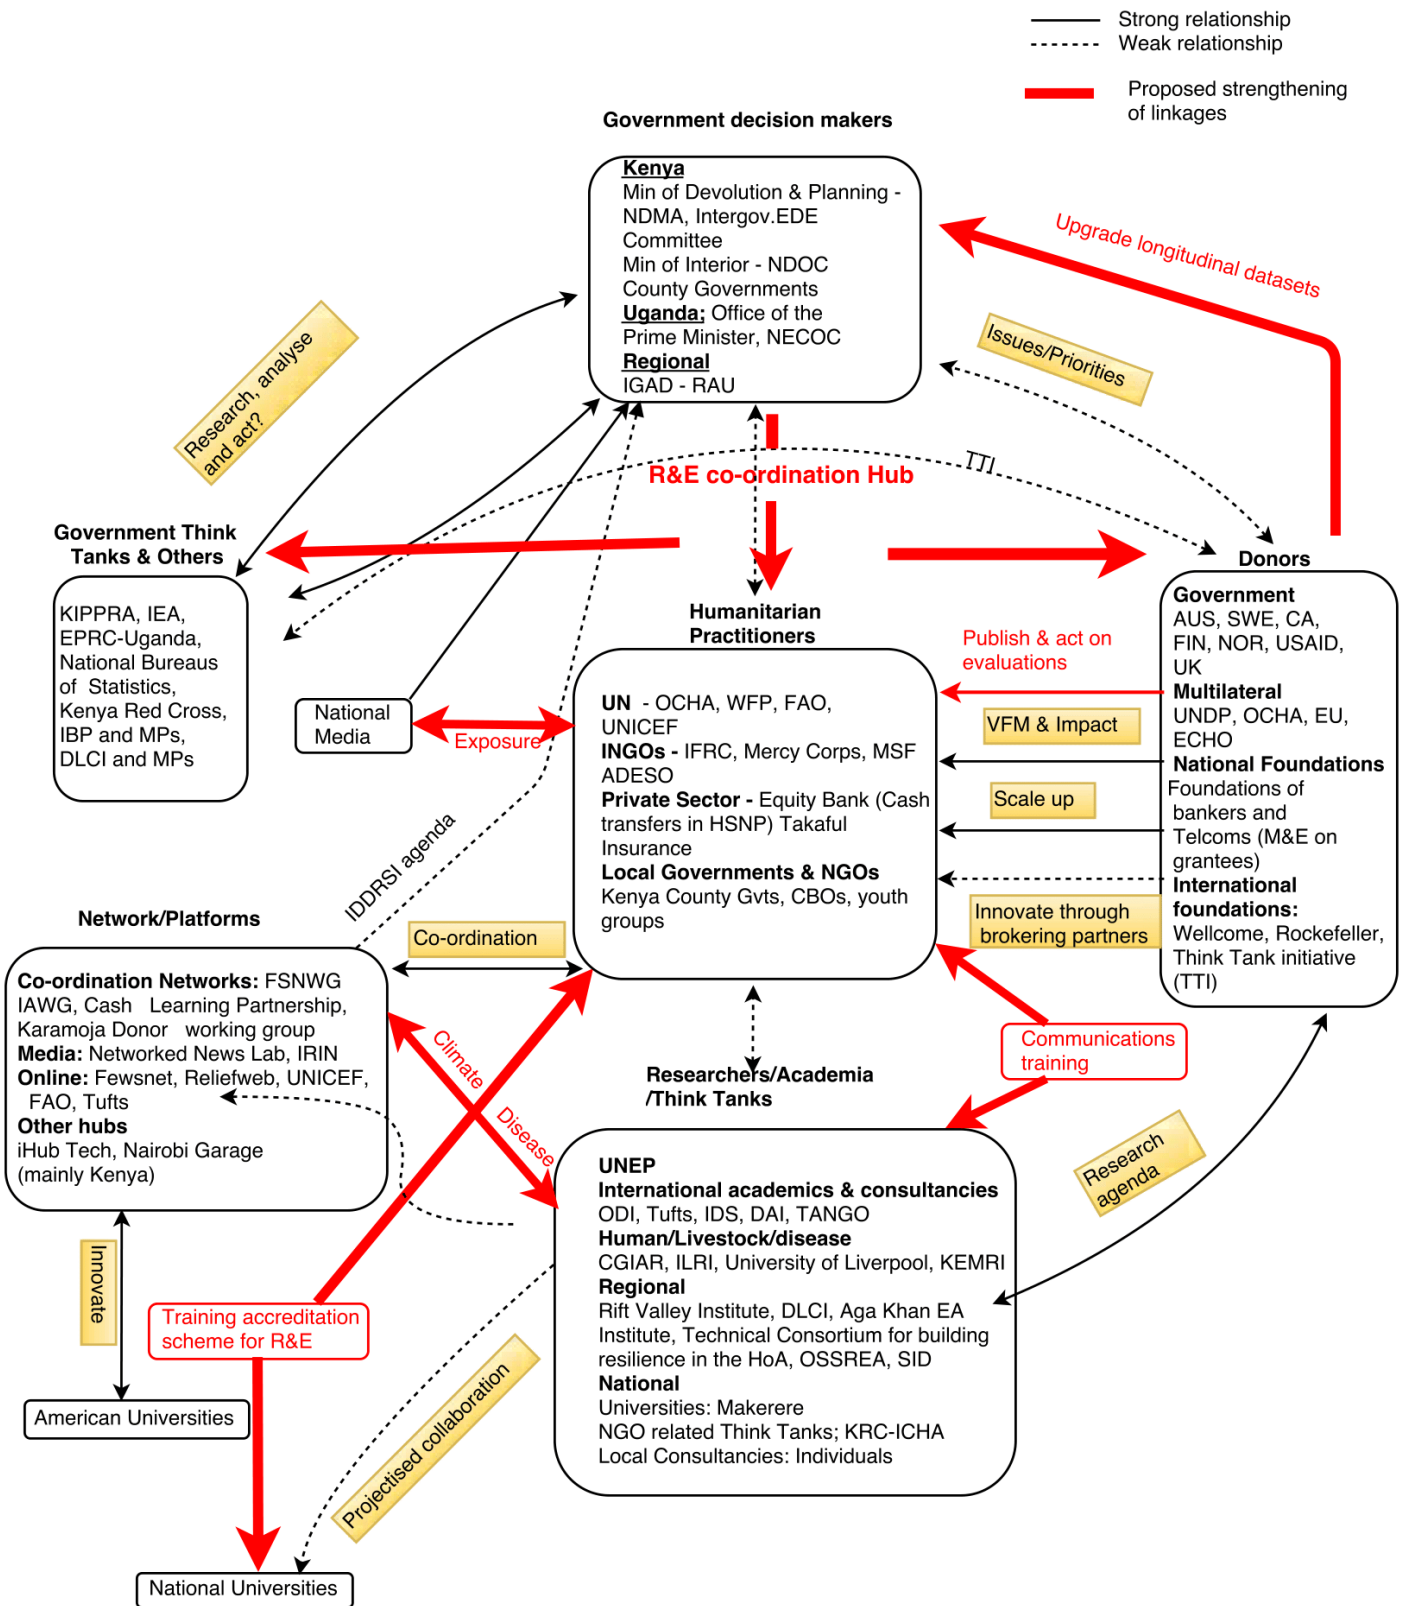 Strong relationship
Weak relationship
Proposed strengthening
of linkages
Government decision makers
Kenya
Min of Devolution & Planning -
NDMA, Intergov.EDE
Committee
Min of Interior - NDOC
County Governments
Uganda: Office of the
Prime Minister, NECOC
Regional
IGAD - RAU
Upgrade longitudinal datasets
Issues/Priorities
Research, analyse
and act?
TTI
R&E co-ordination Hub
Government Think
Tanks & Others
KIPPRA, IEA,
EPRC-Uganda,
National Bureaus
of Statistics,
Kenya Red Cross,
IBP and MPs,
DLCI and MPs
National
Media
Exposure
Humanitarian
Practitioners
UN - OCHA, WFP, FAO,
UNICEF
INGOs - IFRC, Mercy Corps, MSF
ADESO
Private Sector - Equity Bank (Cash
transfers in HSNP) Takaful
Insurance
Local Governments & NGOs
Kenya County Gvts, CBOs, youth
groups
Publish & act on
evaluations
VFM & Impact
Scale up
Innovate through
brokering partners
Donors
Government
AUS, SWE, CA,
FIN, NOR, USAID,
UK
Multilateral
UNDP, OCHA, EU,
ECHO
National Foundations
Foundations of
bankers and
Telcoms (M&E on
grantees)
International
foundations:
Wellcome, Rockefeller,
Think Tank initiative
(TTI)
IDDRSI agenda
Co-ordination
Network/Platforms
Co-ordination Networks: FSNWG
IAWG, Cash Learning Partnership,
Karamoja Donor working group
Media: Networked News Lab, IRIN
Online: Fewsnet, Reliefweb, UNICEF,
FAO, Tufts
Other hubs
iHub Tech, Nairobi Garage
(mainly Kenya)
Climate
Disease
Communications
training
Researchers/Academia
/Think Tanks
UNEP
International academics & consultancies
ODI, Tufts, IDS, DAI, TANGO
Human/Livestock/disease
CGIAR, ILRI, University of Liverpool, KEMRI
Regional
Rift Valley Institute, DLCI, Aga Khan EA
Institute, Technical Consortium for building
resilience in the HoA, OSSREA, SID
National
Universities: Makerere
NGO related Think Tanks; KRC-ICHA
Local Consultancies: Individuals
Research
agenda
Innovate
Training accreditation
scheme for R&E
American Universities
Projectised collaboration
National Universities